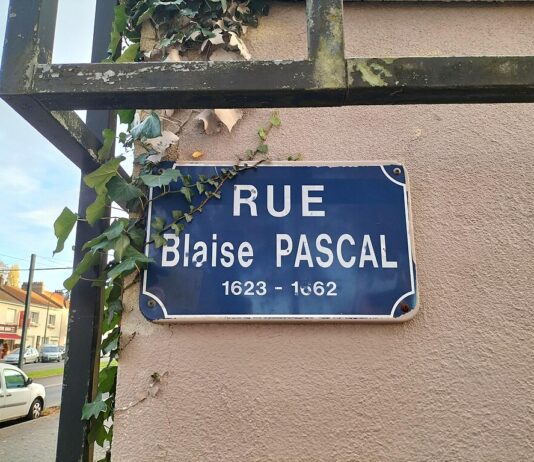 RUE
Blaise PASCAL
1623 - 1662